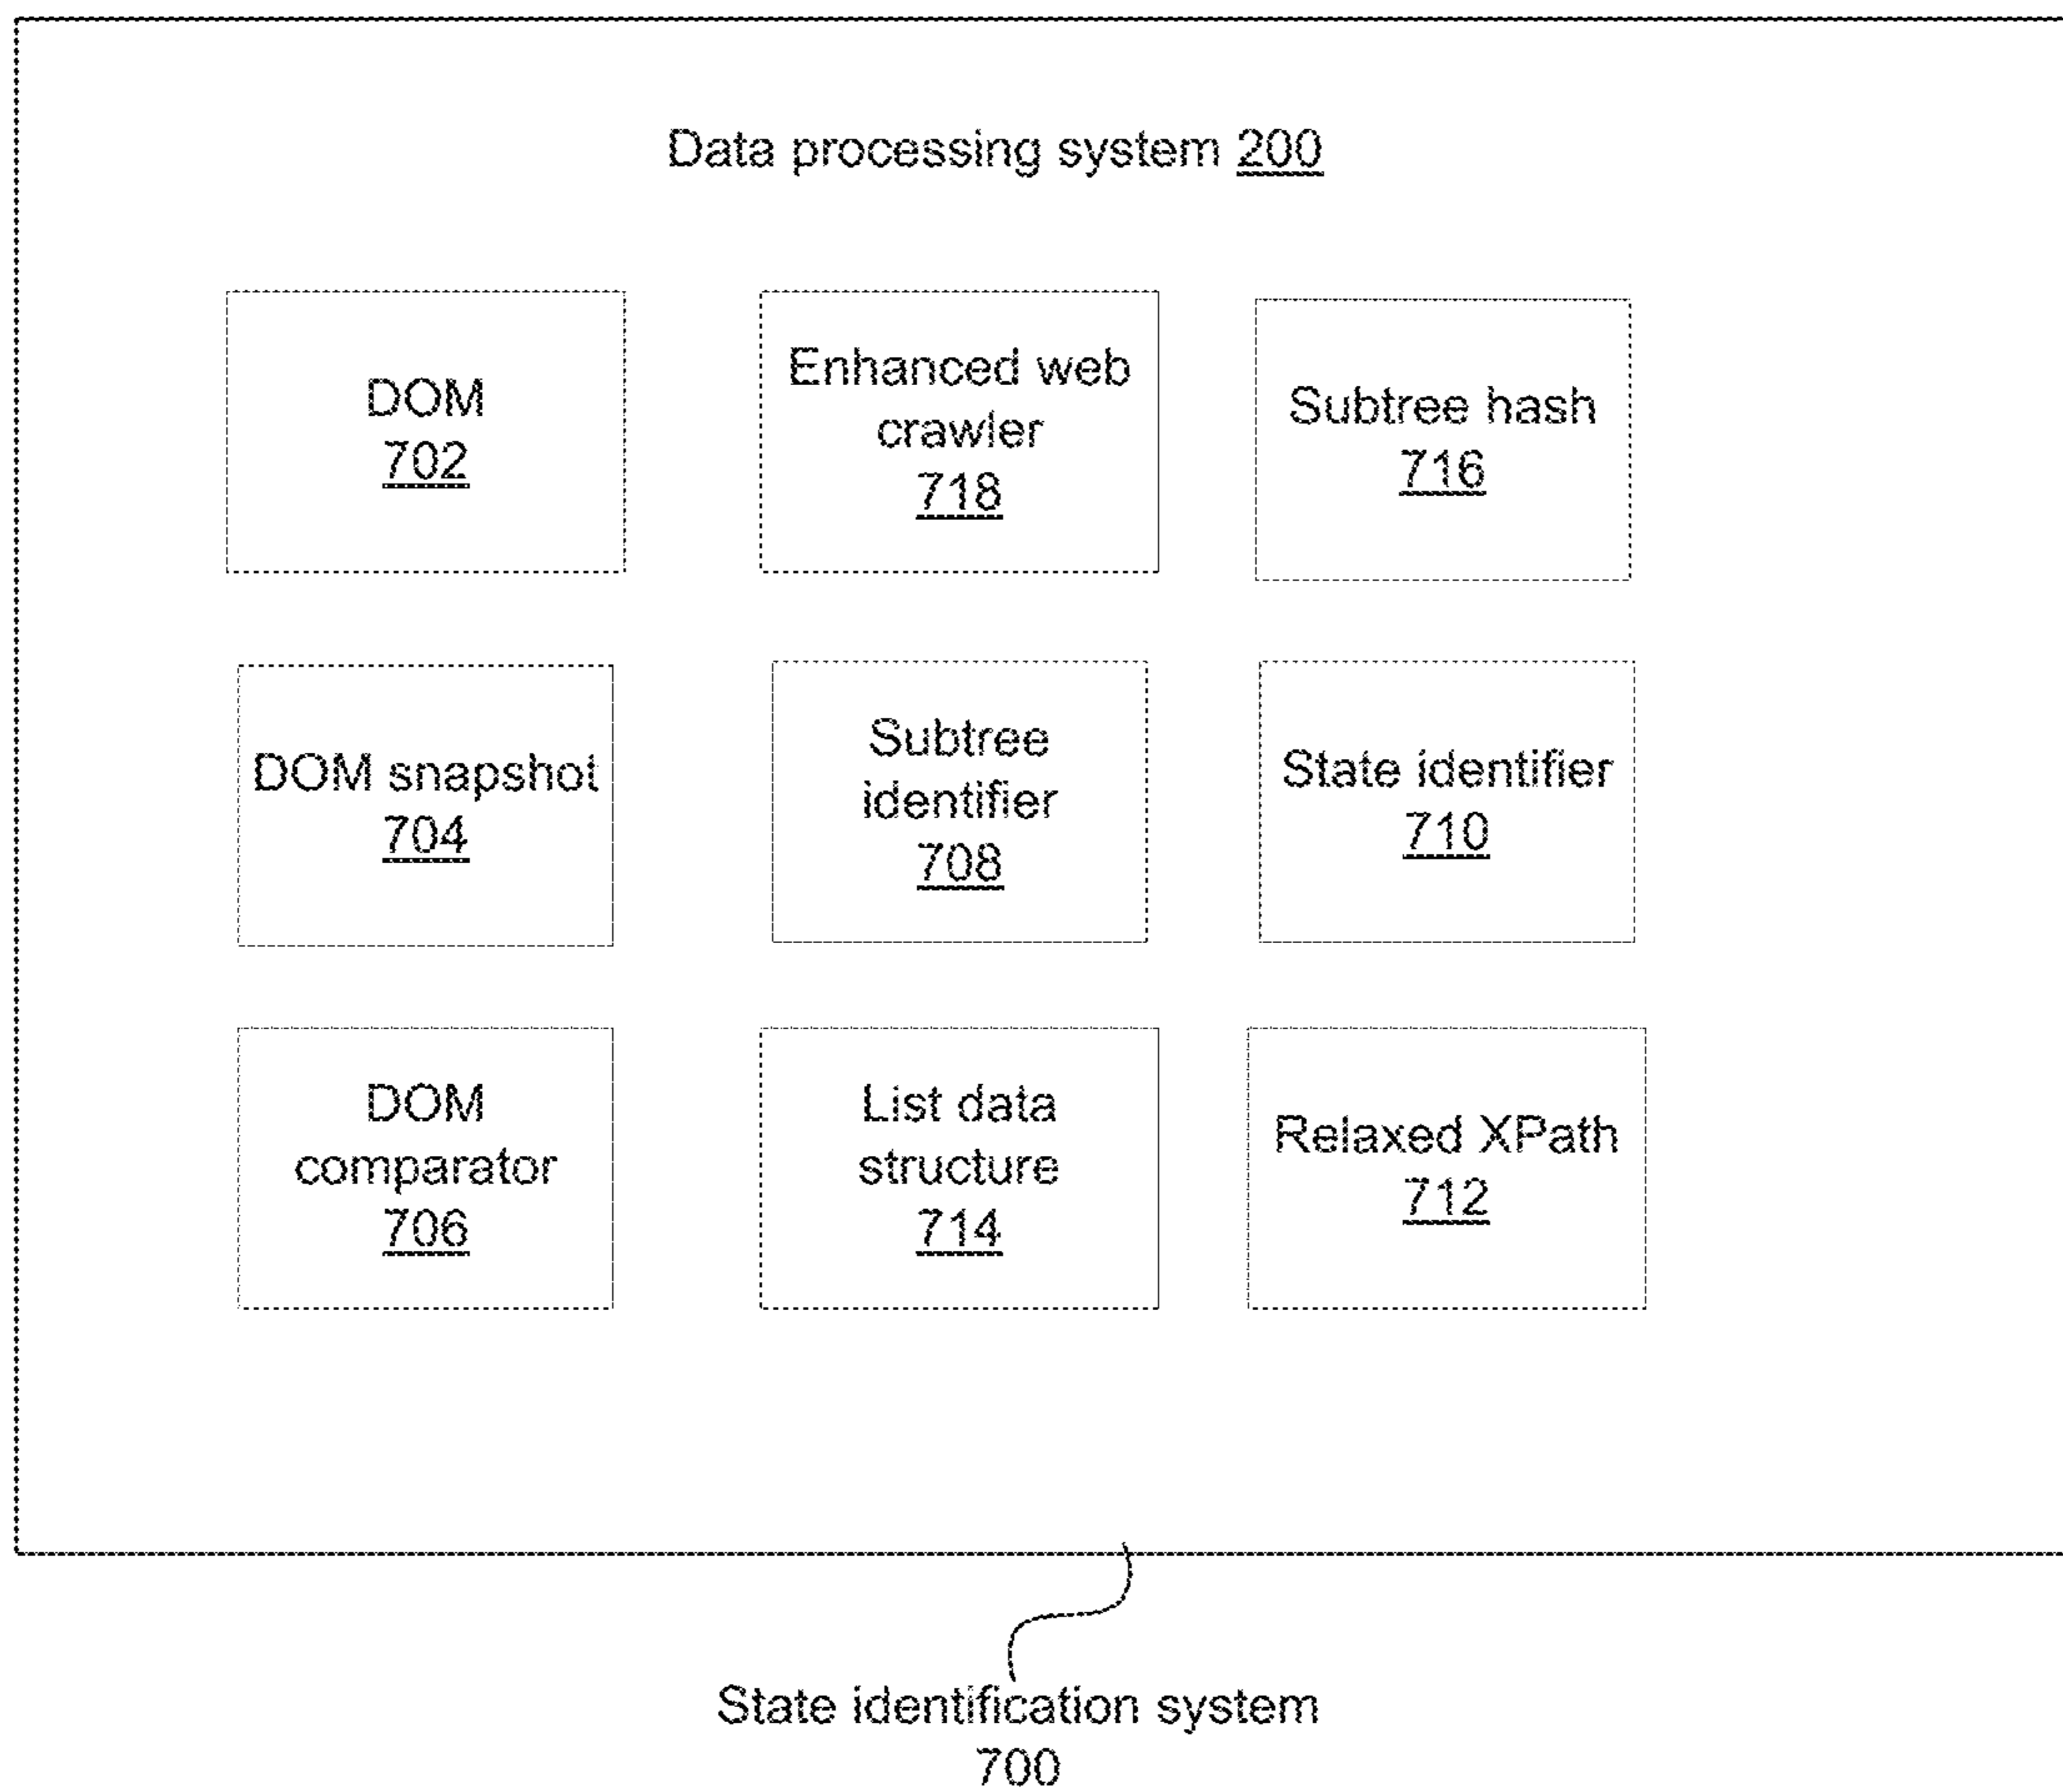 Data processing system 200
DOM
702
Enhanced web
crawler
718
Subtree hash
716
DOM snapshot
704
Subtree
identifier
708
State identifier
710
DOM
comparator
706
List data
structure
714
Relaxed XPath
712
State identification system
700